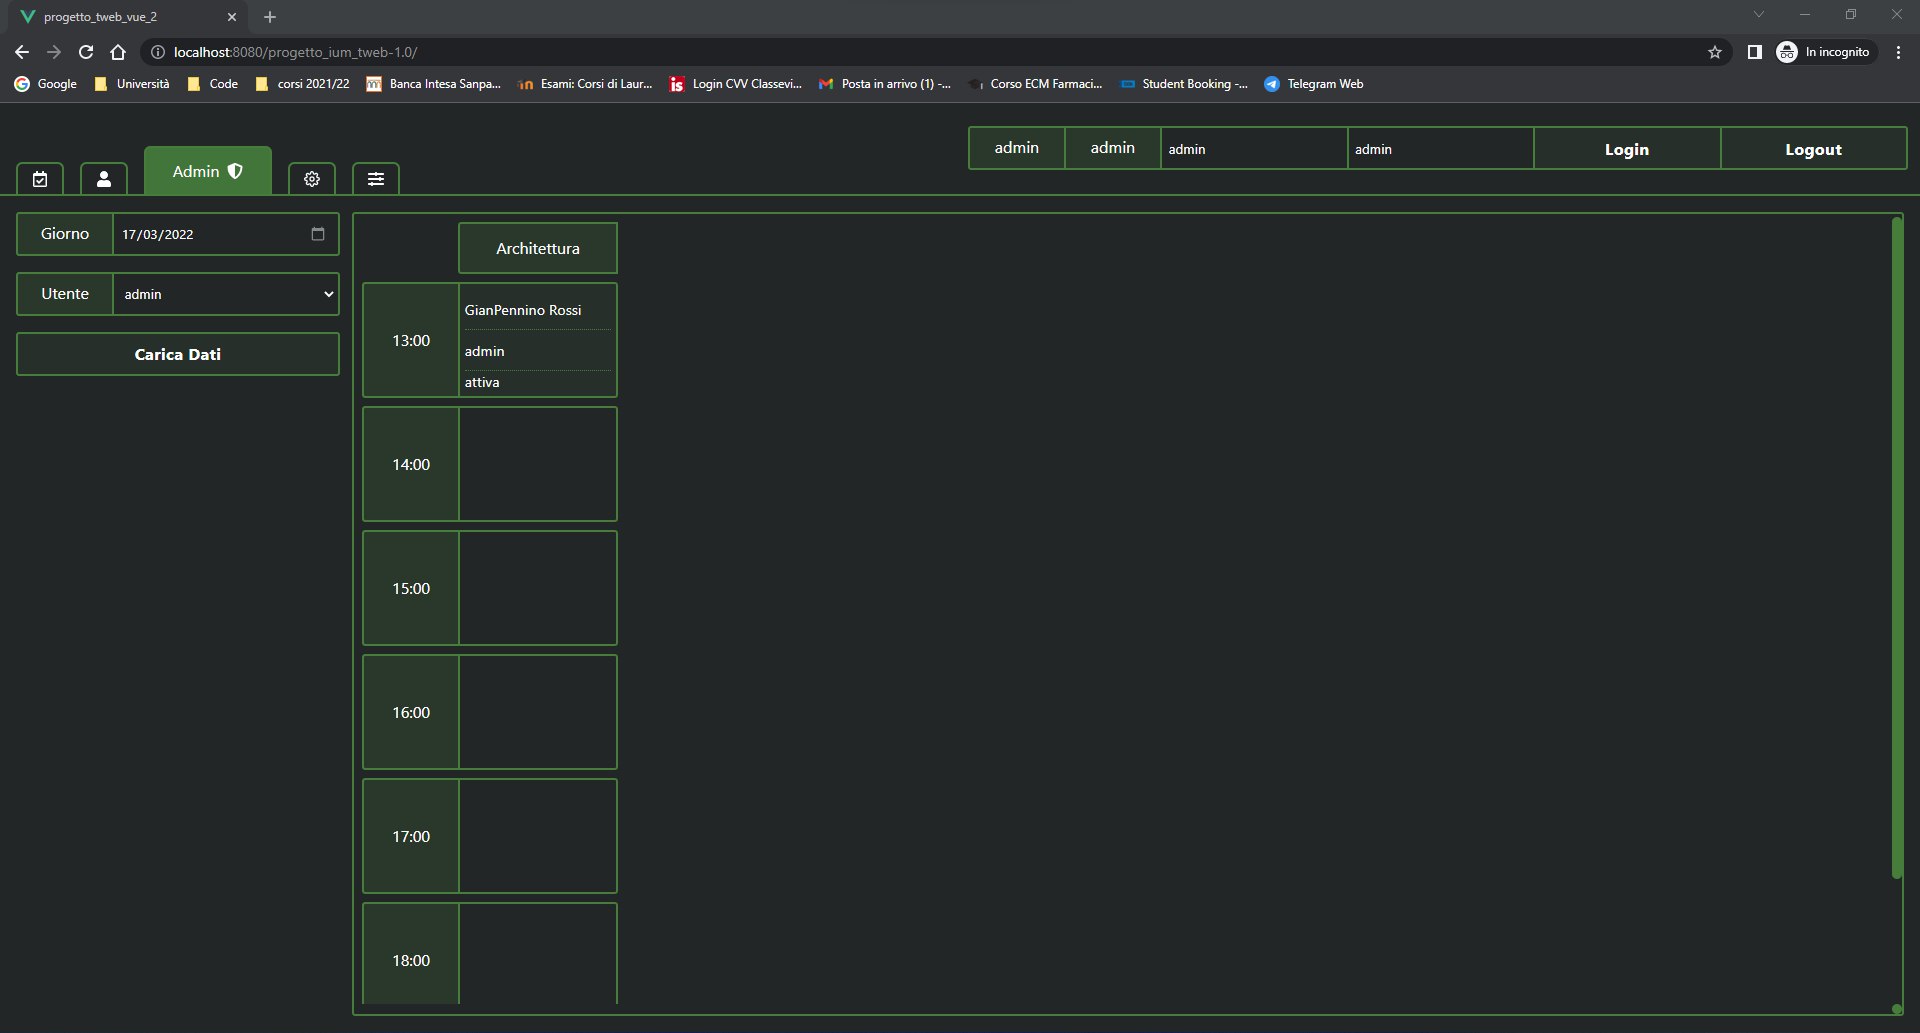 progetto_tweb_vue_2
localhost:8080/progetto_ium_tweb-1.0/
In incognito
Google
Università
Code
corsi 2021/22
Banca Intesa Sanpa...
Esami: Corsi di Laur...
Login CVV Classevi...
Posta in arrivo (1) -...
Corso ECM Farmaci...
Student Booking -...
Telegram Web
admin
admin
admin
admin
Login
Logout
Admin
Giorno
17/03/2022
Utente
admin
Carica Dati
Architettura
13:00
GianPennino Rossi
admin
attiva
14:00
15:00
16:00
17:00
18:00